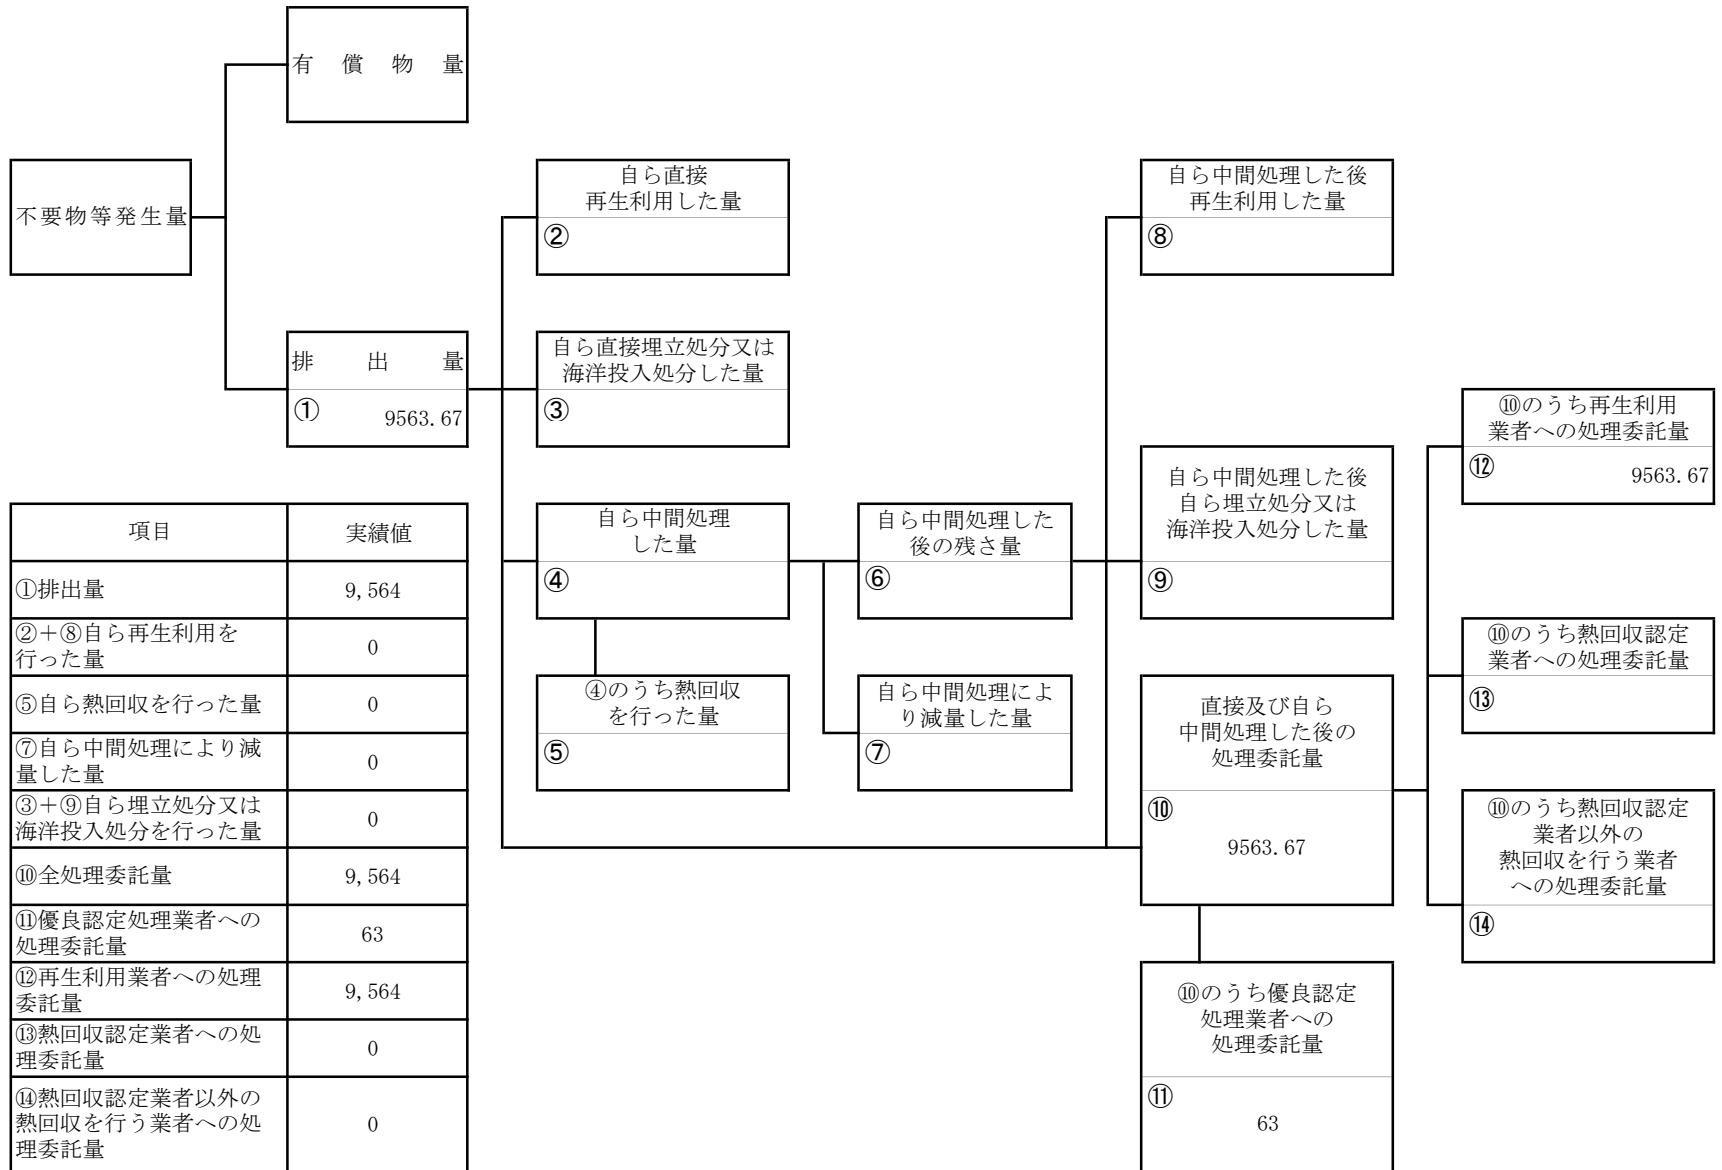 有償物量
不要物等発生量
排出量
① 9563.67
自ら直接
再生利用した量
②
自ら直接埋立処分又は
海洋投入処分した量
③
自ら中間処理
した量
④
④のうち熱回収
を行った量
⑤
自ら中間処理した
後の残さ量
⑥
自ら中間処理によ
り減量した量
⑦
自ら中間処理した後
再生利用した量
⑧
自ら中間処理した後
自ら埋立処分又は
海洋投入処分した量
⑨
直接及び自ら
中間処理した後の
処理委託量
⑩
9563.67
⑩のうち優良認定
処理業者への
処理委託量
⑪
63
⑩のうち再生利用
業者への処理委託量
⑫ 9563.67
⑩のうち熱回収認定
業者への処理委託量
⑬
⑩のうち熱回収認定
業者以外の
熱回収を行う業者
への処理委託量
⑭
項目 実績値
①排出量 9,564
②+⑧自ら再生利用を
行った量 0
⑤自ら熱回収を行った量 0
⑦自ら中間処理により減
量した量 0
③+⑨自ら埋立処分又は
海洋投入処分を行った量 0
⑩全処理委託量 9,564
⑪優良認定処理業者への
処理委託量 63
⑫再生利用業者への処理
委託量 9,564
⑬熱回収認定業者への処
理委託量 0
⑭熱回収認定業者以外の
熱回収を行う業者への処
理委託量 0